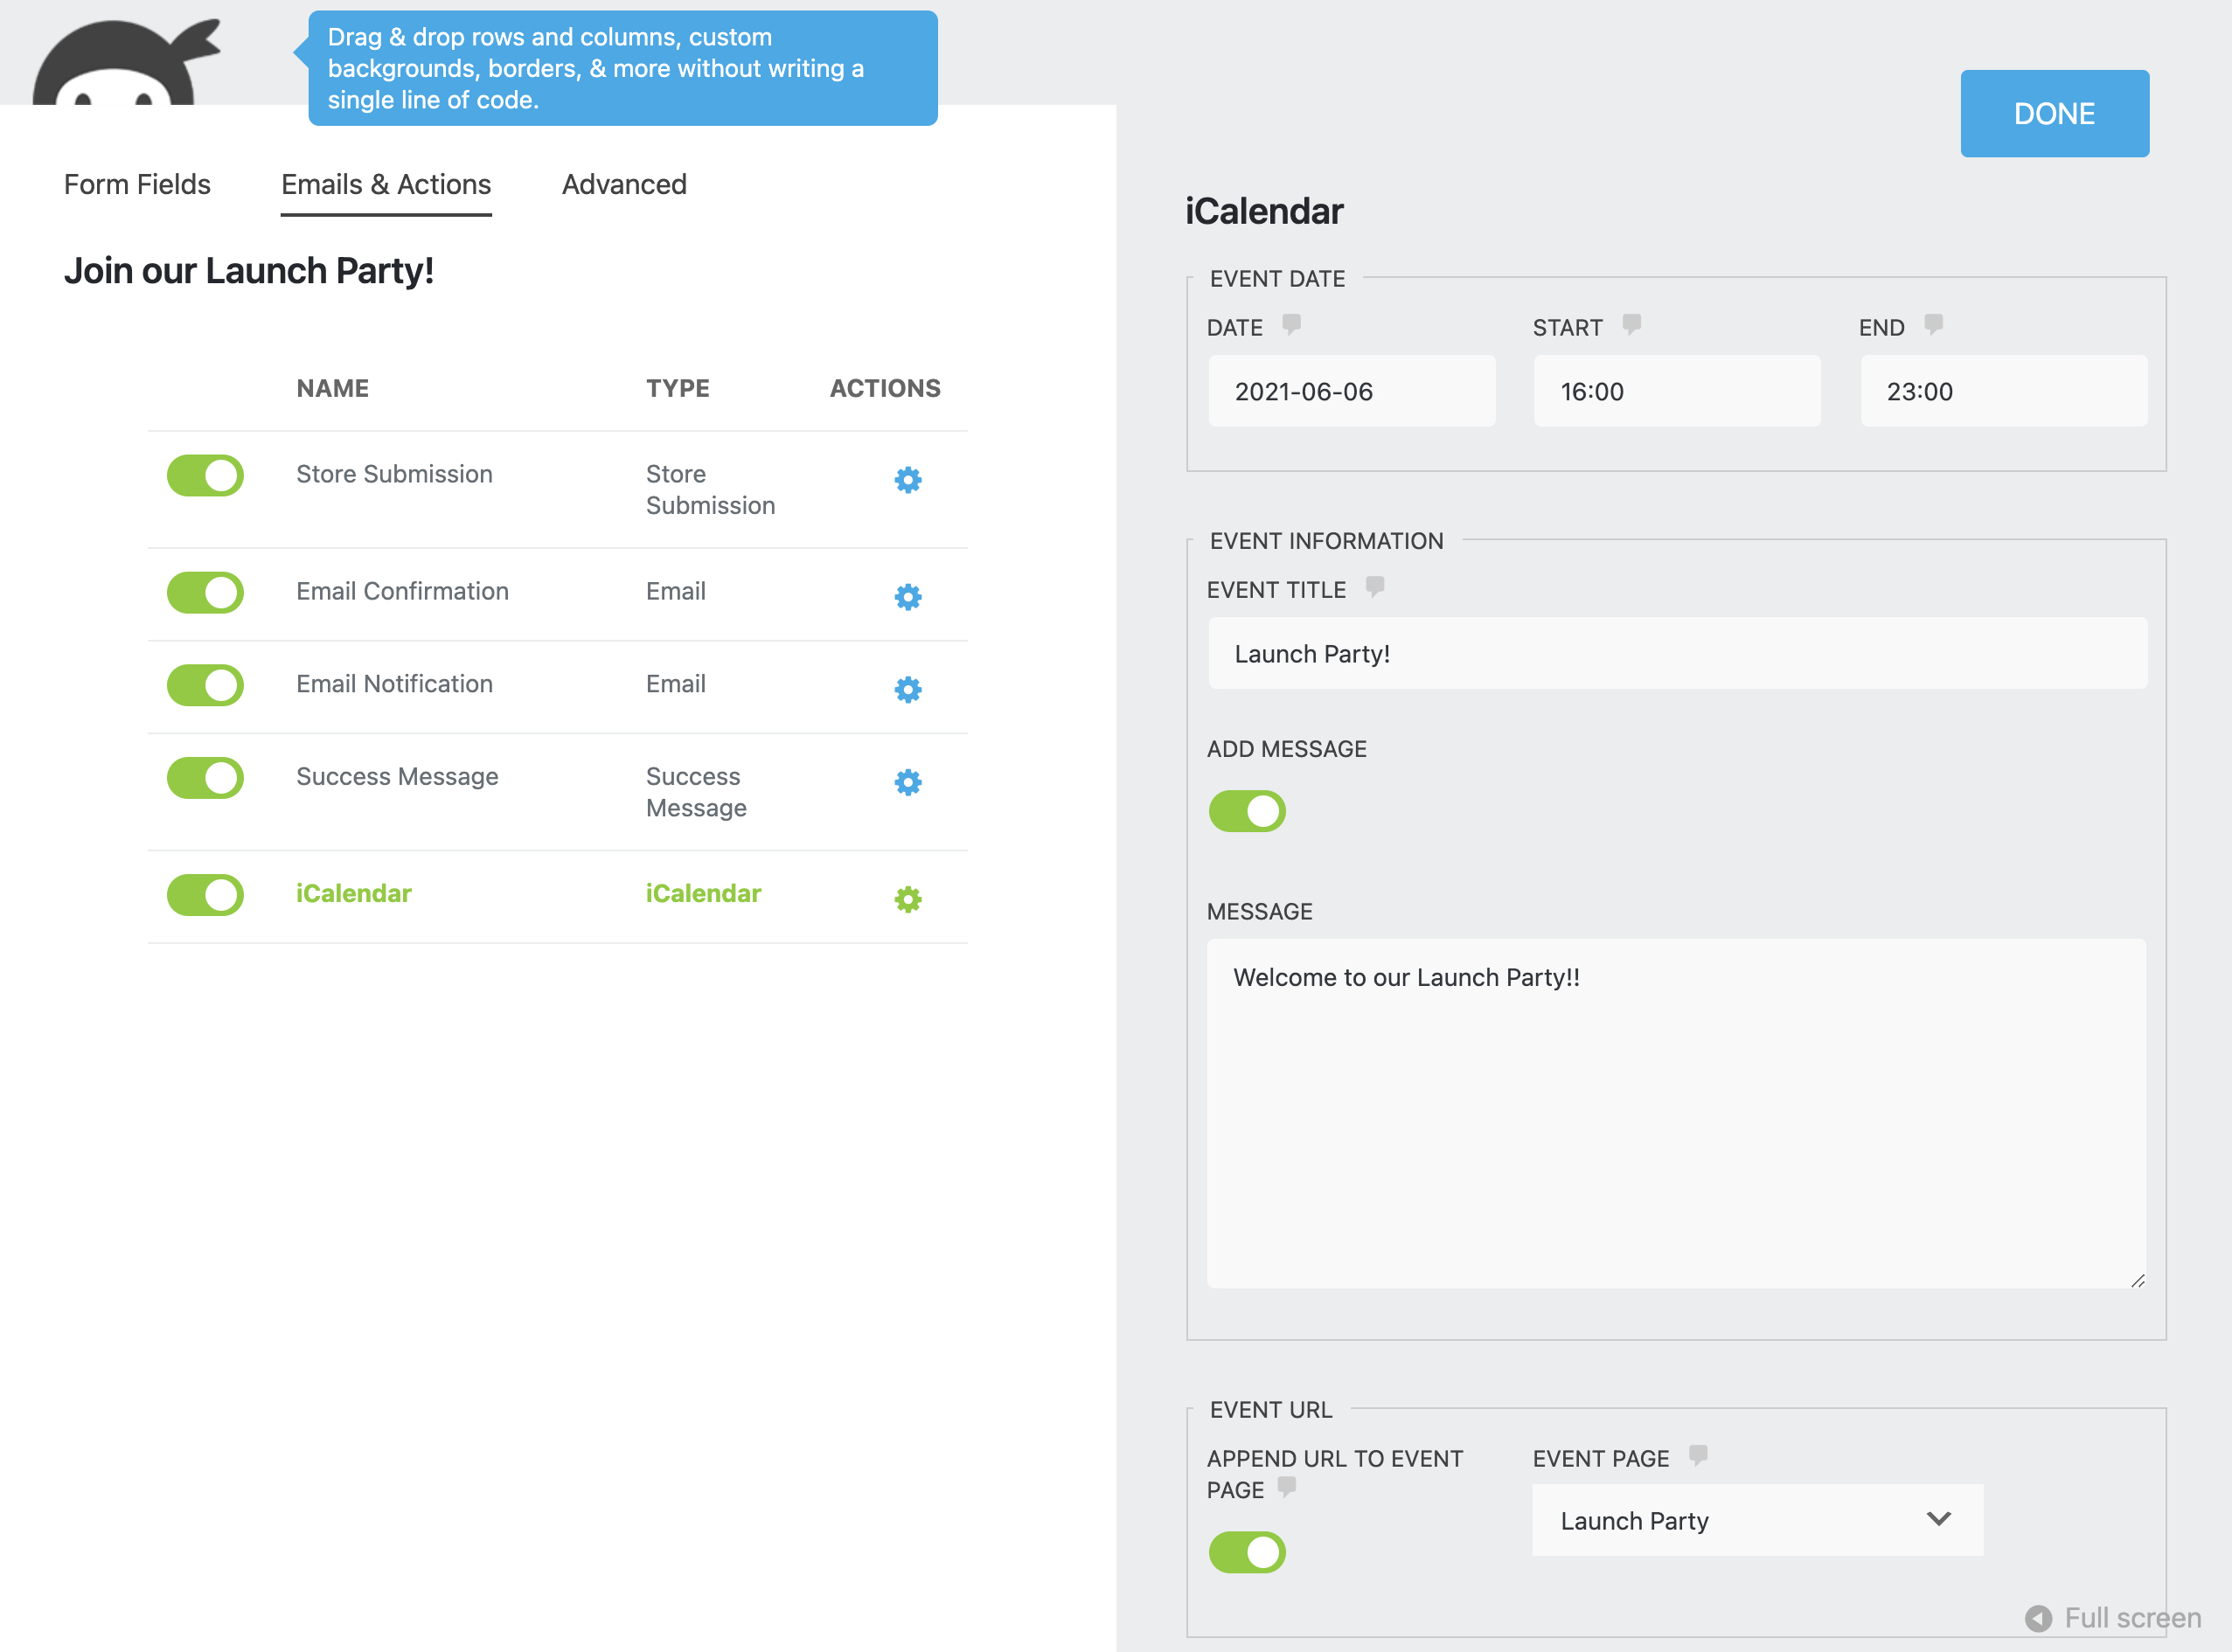 Drag & drop rows and columns, custom
backgrounds, borders, & more without writing a
single line of code.
DONE
Form Fields
Emails & Actions
Advanced
Join our Launch Party!
NAME TYPE ACTIONS
Store Submission Store
Submission
Email Confirmation Email
Email Notification Email
Success Message Success
Message
iCalendar iCalendar
iCalendar
EVENT DATE
DATE START END
2021-06-06 16:00 23:00
EVENT INFORMATION
EVENT TITLE
Launch Party!
ADD MESSAGE
MESSAGE
Welcome to our Launch Party!!
EVENT URL
APPEND URL TO EVENT
PAGE
EVENT PAGE
Launch Party
Full screen